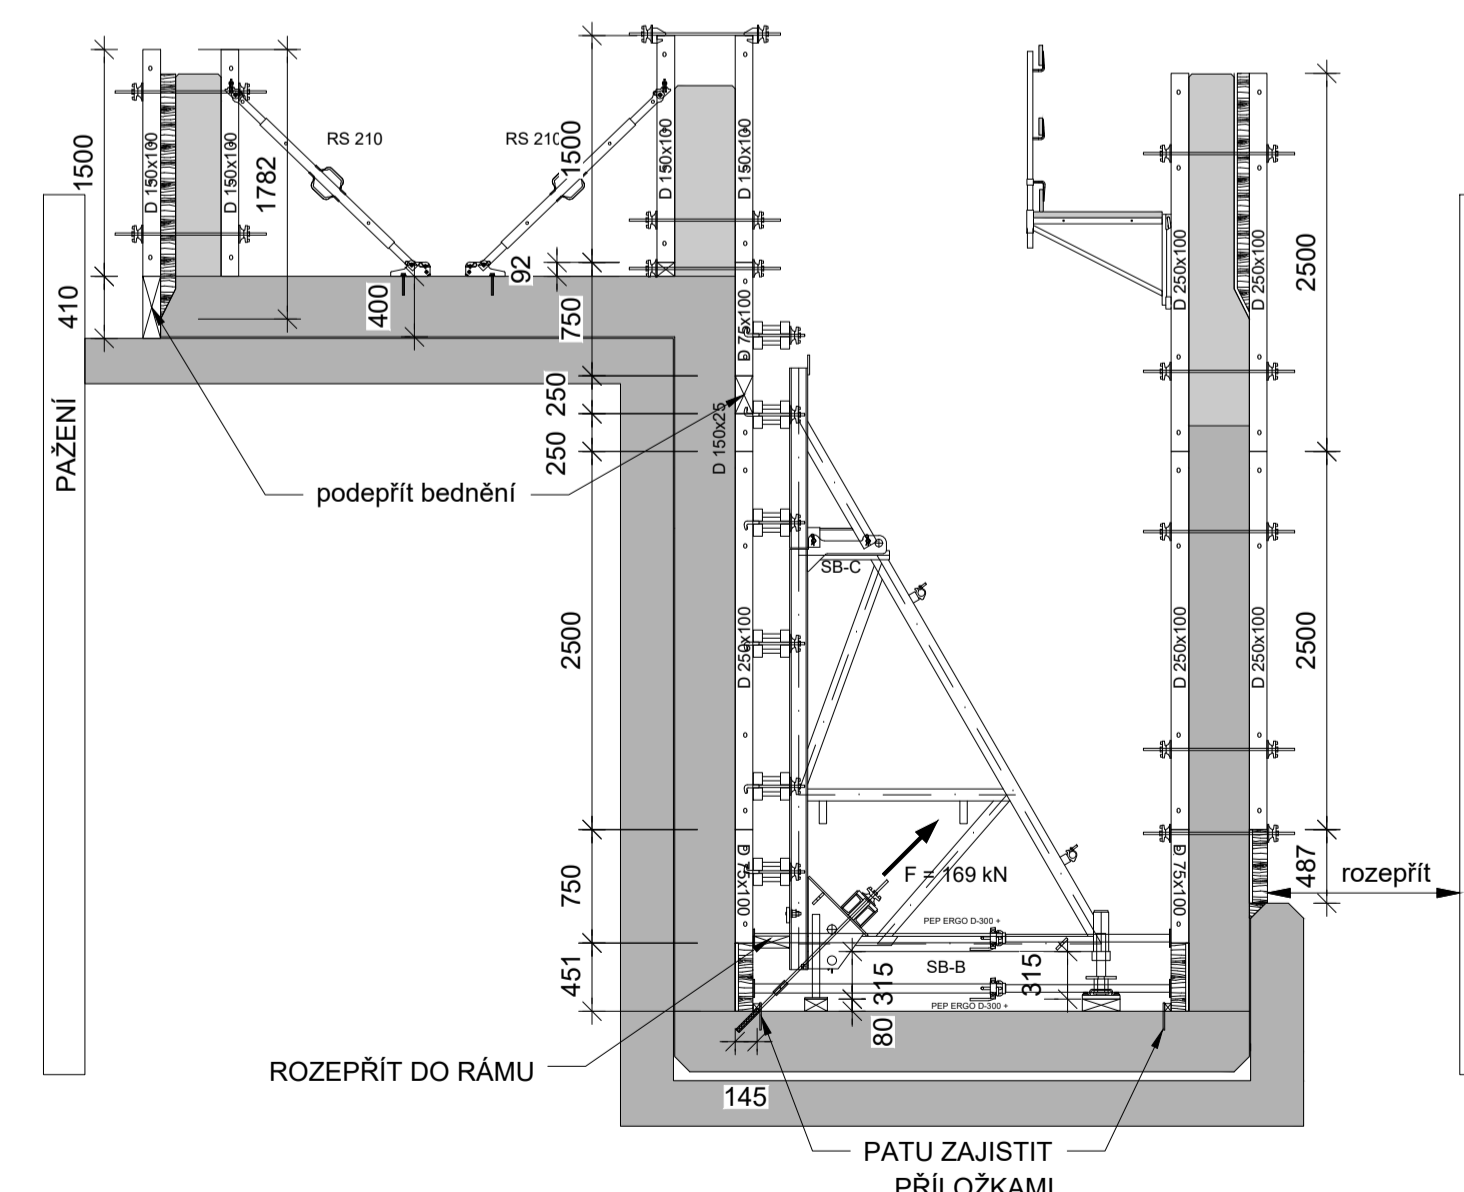 1500
D 150x100
D 150x100
1782
RS 210
RS 210
1500
D 150x100
D 150x100
410
PAŽENÍ
400
92
750
D 75x100
250
250
D 150x25
podepřít bednění
2500
D 250x100
SB-C
750
D 75x100
F = 169 kN
PEP ERGO D-300 +
SB-B
315
315
PEP ERGO D-300 +
451
80
ROZEPŘÍT DO RÁMU
145
PATU ZAJISTIT
PŘÍLOŽKAMI
D 250x100
D 250x100
2500
D 250x100
D 250x100
2500
D 75x100
487
rozepřít